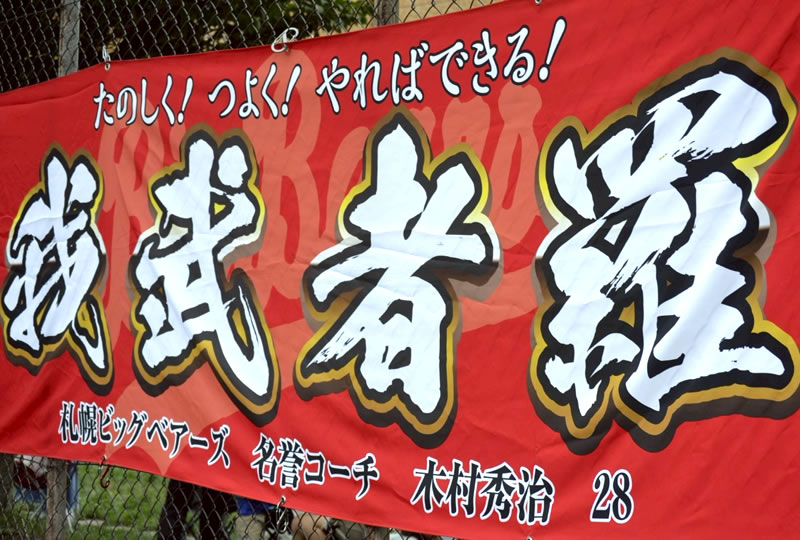 たのしく！つよく！やればできる！
我武者羅
札幌ビッグベアーズ 名誉コーチ 木村秀治 28